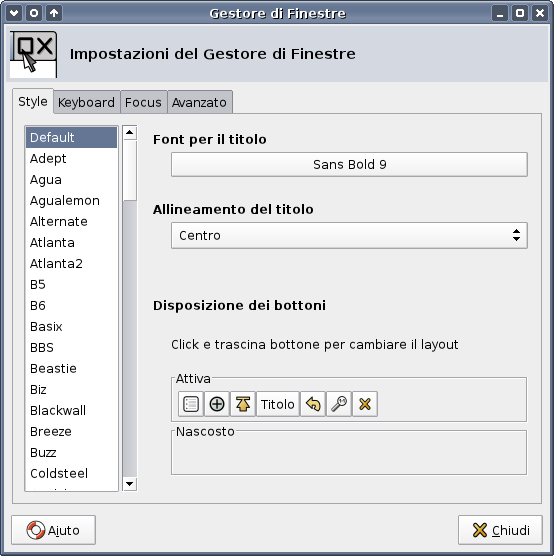 Gestore di Finestre
Impostazioni del Gestore di Finestre
Style Keyboard Focus Avanzato
Default
Adept
Agua
Agualemon
Alternate
Atlanta
Atlanta2
B5
B6
Basix
BBS
Beastie
Biz
Blackwall
Breeze
Buzz
Coldsteel
Font per il titolo
Sans Bold 9
Allineamento del titolo
Centro
Disposizione dei bottoni
Click e trascina bottone per cambiare il layout
Attiva
Titolo
Nascosto
Aiuto
Chiudi